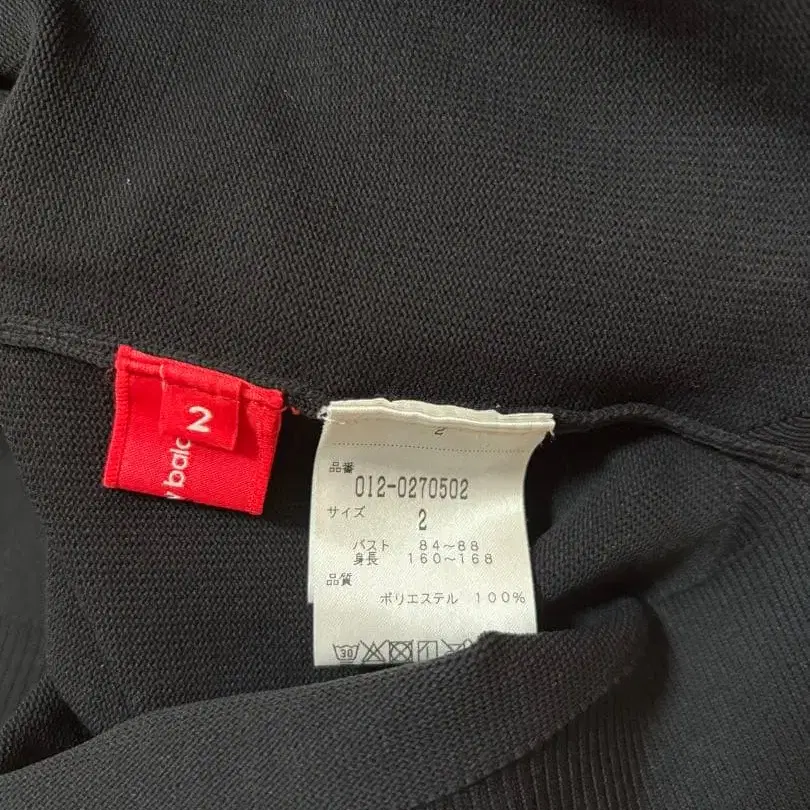 2
w balc
2
品番
012-0270502
サイズ
2
バスト 84~88
身長 160~168
品質
ポリエステル 100%
30